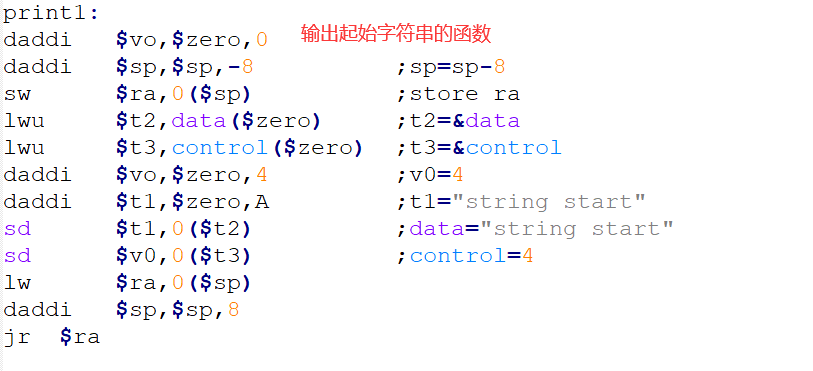 print1:
daddi $vo,$zero,0 输出起始字符串的函数
daddi $sp,$sp,-8 ;sp=sp-8
sw $ra,0($sp) ;store ra
lwu $t2,data($zero) ;t2=&data
lwu $t3,control($zero) ;t3=&control
daddi $vo,$zero,4 ;v0=4
daddi $t1,$zero,A ;t1="string start"
sd $t1,0($t2) ;data="string start"
sd $v0,0($t3) ;control=4
lw $ra,0($sp)
daddi $sp,$sp,8
jr $ra